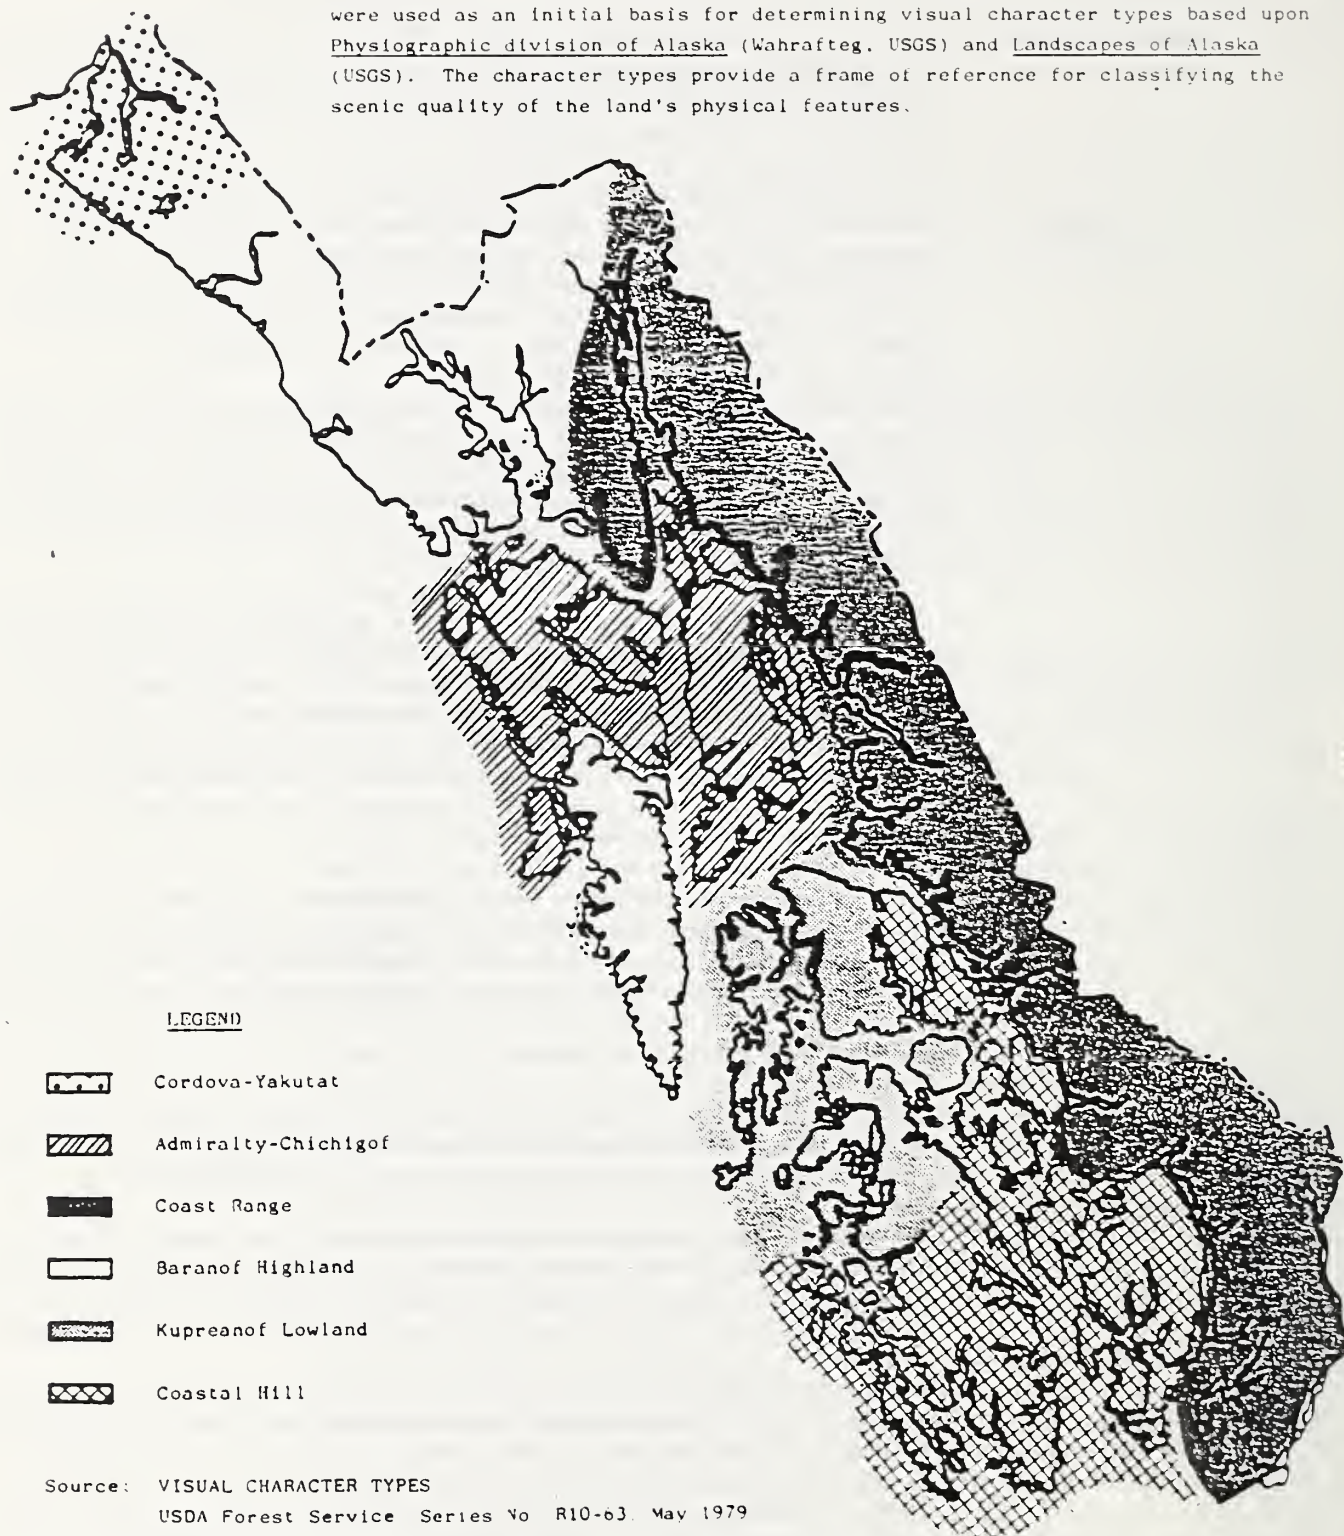 were used as an initial basis for determining visual character types based upon
Physiographic division of Alaska (Wahrafteg, USGS) and Landscapes of Alaska
(USGS). The character types provide a frame of reference for classifying the
scenic quality of the land's physical features.
LEGEND
Cordova-Yakutat
Admiralty-Chichigof
Coast Range
Baranof Highland
Kupreanof Lowland
Coastal Hill
Source: VISUAL CHARACTER TYPES
USDA Forest Service Series No R10-63. May 1979